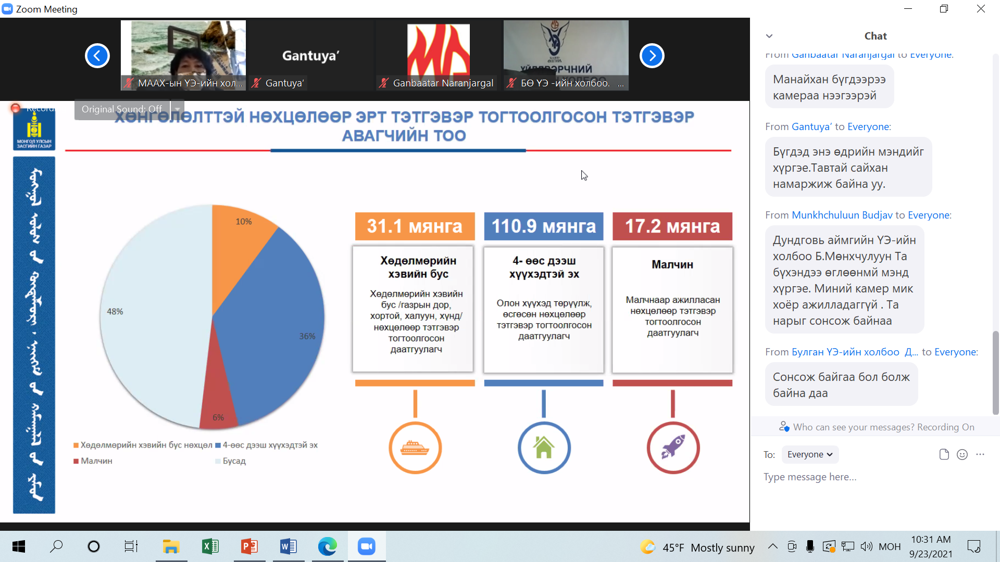 Zoom Meeting
Gantuya’
МААХ-ын ҮЭ-ийн хол...
Gantuya’
Ganbaatar Naranjargal
БӨ ҮЭ -ийн холбоо. ...
Original Sound: Off
МОНГОЛ УЛСЫН
ЗАСГИЙН ГАЗАР
ХӨНГӨЛӨЛТТЭЙ НӨХЦӨЛӨӨР ЭРТ ТЭТГЭВЭР ТОГТООЛГОСОН ТЭТГЭВЭР
АВАГЧИЙН ТОО
10%
48%
36%
6%
Хөдөлмөрийн хэвийн бус нөхцөл
4-өөс дээш хүүхэдтэй эх
Малчин
Бусад
31.1 мянга
Хөдөлмөрийн
хэвийн бус
Хөдөлмөрийн хэвийн
бус /газрын дор,
хортой, халуун, хүнд/
нөхцөлөөр тэтгэвэр
тогтоолгосон
даатгуулагч
110.9 мянга
4- өөс дээш
хүүхэдтэй эх
Олон хүүхэд төрүүлж,
өсгөсөн нөхцөлөөр
тэтгэвэр тогтоолгосон
даатгуулагч
17.2 мянга
Малчин
Малчнаар ажилласан
нөхцөлөөр тэтгэвэр
тогтоолгосон
даатгуулагч
Chat
From Ganbaatar Naranjargal to Everyone:
Манайхан бүгдээрээ
камераа нээгээрэй
From Gantuya’ to Everyone:
Бүгдэд энэ өдрийн мэндийг
хүргэе.Тавтай сайхан
намаржиж байна уу.
From Munkhchuluun Budjav to Everyone:
Дундговь аймгийн ҮЭ-ийн
холбоо Б.Мөнхчулуун Та
бүхэндээ өглөөнмй мэнд
хүргэе. Миний камер мик
хоёр ажилладаггүй . Та
нарыг сонсож байнаа
From Булган ҮЭ-ийн холбоо Д... to Everyone:
Сонсож байгаа бол болж
байна даа
Who can see your messages? Recording On
To: Everyone
Type message here...
45°F Mostly sunny
МОН
10:31 AM
9/23/2021